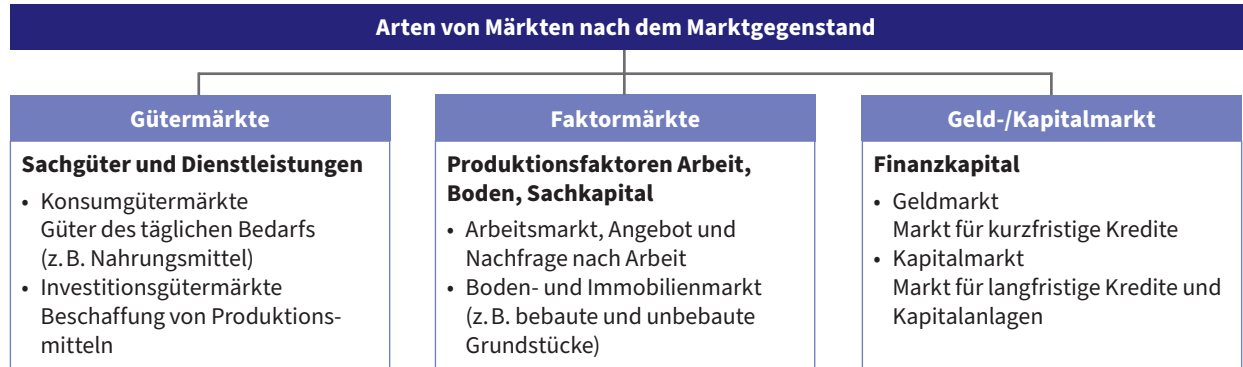 Arten von Märkten nach dem Marktgegenstand
Gütermärkte
Sachgüter und Dienstleistungen
• Konsumgütermärkte
Güter des täglichen Bedarfs
(z. B. Nahrungsmittel)
• Investitionsgütermärkte
Beschaffung von Produktions-
mitteln
Faktormärkte
Produktionsfaktoren Arbeit,
Boden, Sachkapital
• Arbeitsmarkt, Angebot und
Nachfrage nach Arbeit
• Boden- und Immobilienmarkt
(z. B. bebaute und unbebaute
Grundstücke)
Geld-/Kapitalmarkt
Finanzkapital
• Geldmarkt
Markt für kurzfristige Kredite
• Kapitalmarkt
Markt für langfristige Kredite und
Kapitalanlagen